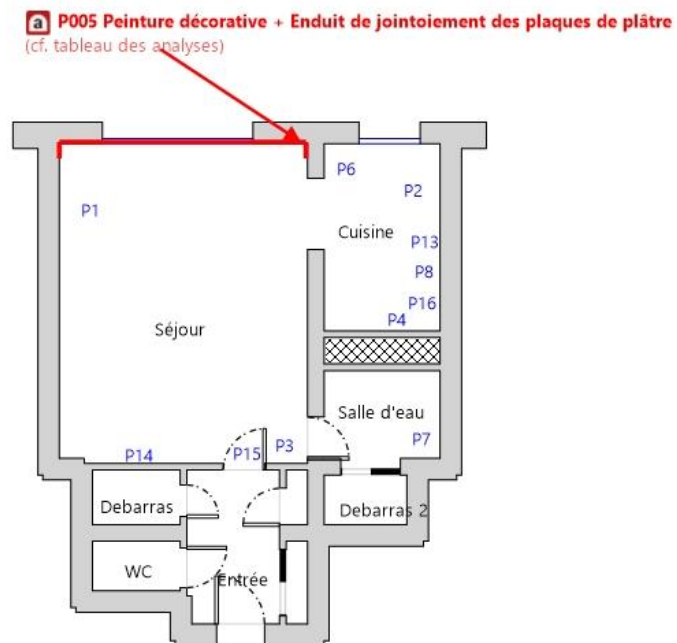 a P005 Peinture décorative + Enduit de jointoiement des plaques de plâtre
(cf. tableau des analyses)
P6
P2
P1
Cuisine
P13
P8
P16
P4
Séjour
Salle d'eau
P3
P7
P15
P14
Debarras
Debarras 2
WC
Entrée